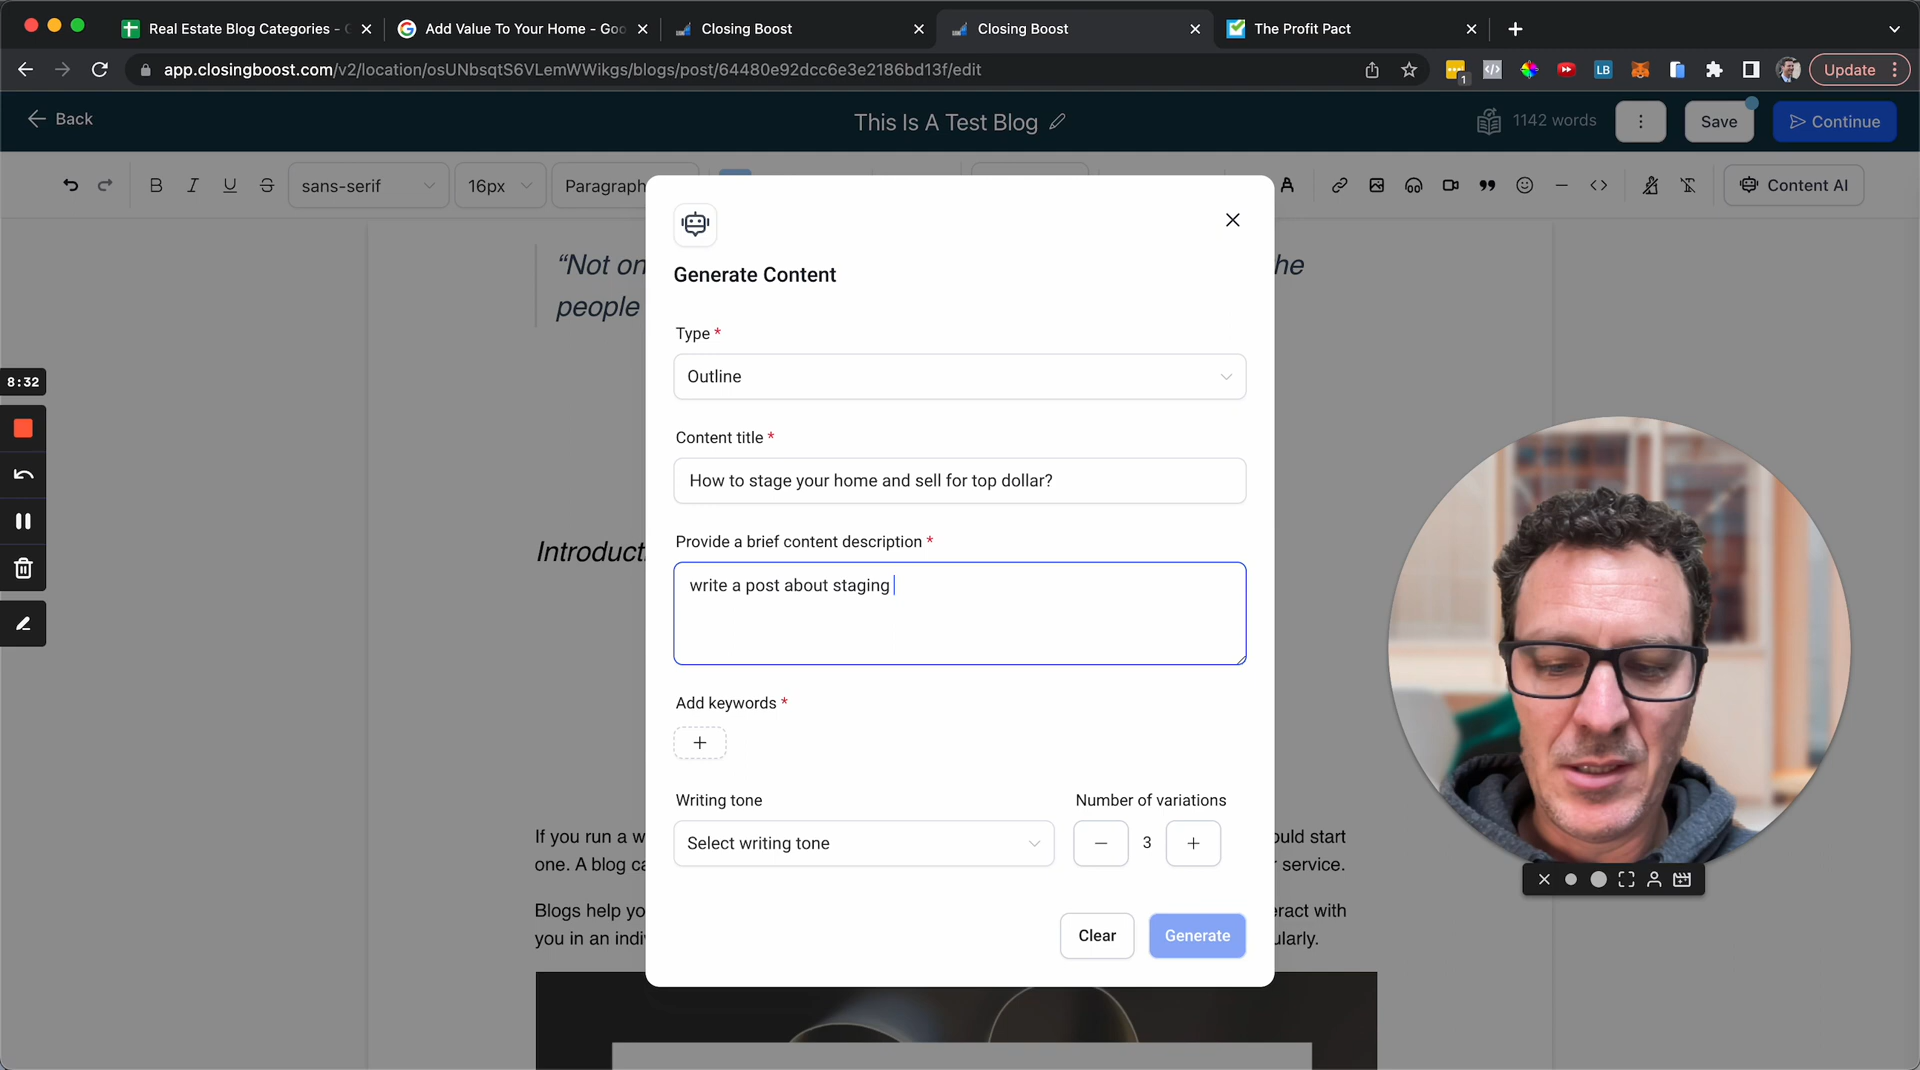 Real Estate Blog Categories -
Add Value To Your Home - Goo
Closing Boost
Closing Boost
The Profit Pact
app.closingboost.com/v2/location/osUNbsqtS6VLemWWikgs/blogs/post/64480e92dcc6e3e2186bd13f/edit
1
LB
Update
Back
This Is A Test Blog
1142 words
Save
Continue
B I U S
sans-serif
16px
Paragraph
A
Content AI
“Not on
he
people
Generate Content
Type *
Outline
Content title *
How to stage your home and sell for top dollar?
Provide a brief content description *
write a post about staging
Add keywords *
+
Writing tone
Number of variations
Select writing tone
3
Clear
Generate
8:32
Introduct
If you run a w
ould start
one. A blog ca
r service.
Blogs help yo
eract with
you in an indi
ularly.